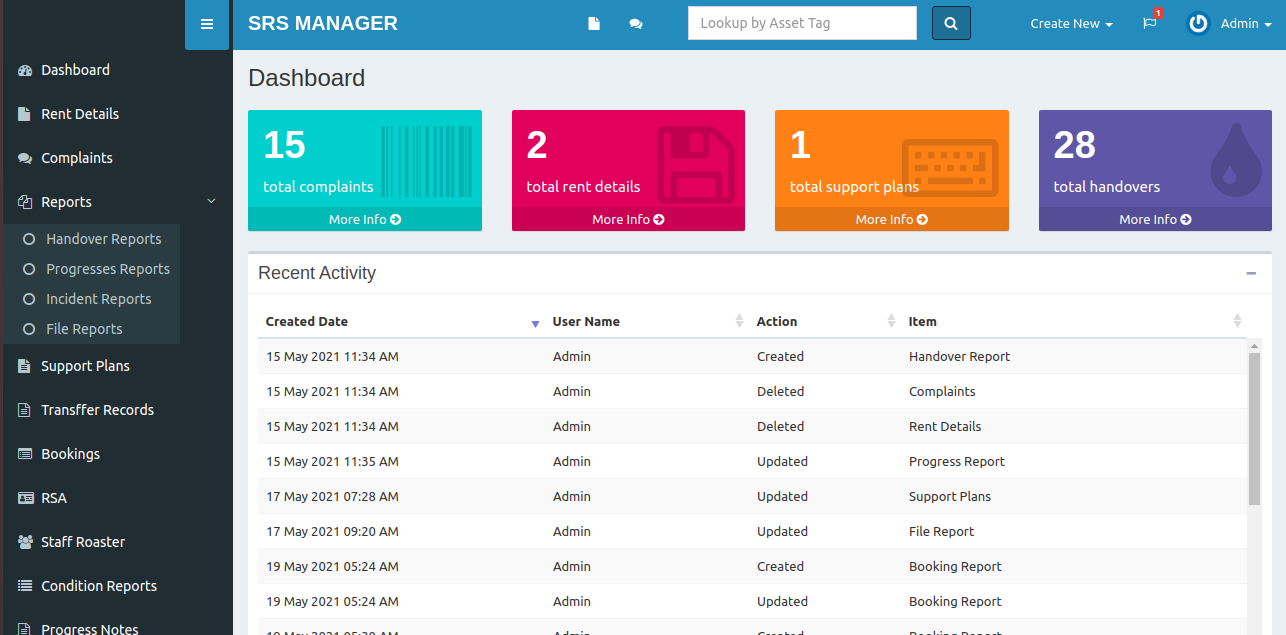 SRS MANAGER
Lookup by Asset Tag
Create New
1
Admin
Dashboard
Rent Details
Complaints
Reports
Handover Reports
Progresses Reports
Incident Reports
File Reports
Support Plans
Transffer Records
Bookings
RSA
Staff Roaster
Condition Reports
Progress Notes
Dashboard
15
total complaints
More Info
2
total rent details
More Info
1
total support plans
More Info
28
total handovers
More Info
Recent Activity
Created Date User Name Action Item
15 May 2021 11:34 AM Admin Created Handover Report
15 May 2021 11:34 AM Admin Deleted Complaints
15 May 2021 11:34 AM Admin Deleted Rent Details
15 May 2021 11:35 AM Admin Updated Progress Report
17 May 2021 07:28 AM Admin Updated Support Plans
17 May 2021 09:20 AM Admin Updated File Report
19 May 2021 05:24 AM Admin Created Booking Report
19 May 2021 05:24 AM Admin Updated Booking Report
19 May 2021 05:30 AM Admin Created Booking Report